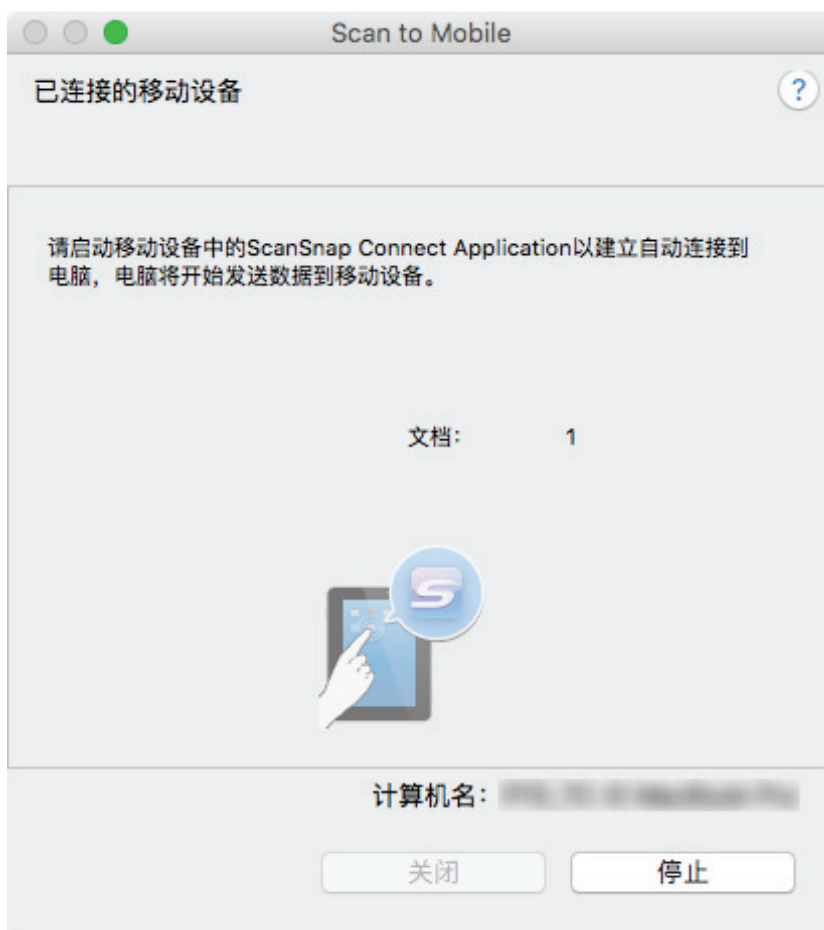 Scan to Mobile
已连接的移动设备
?
请启动移动设备中的ScanSnap Connect Application以建立自动连接到
电脑，电脑将开始发送数据到移动设备。
文档： 1
S
计算机名：
关闭 停止